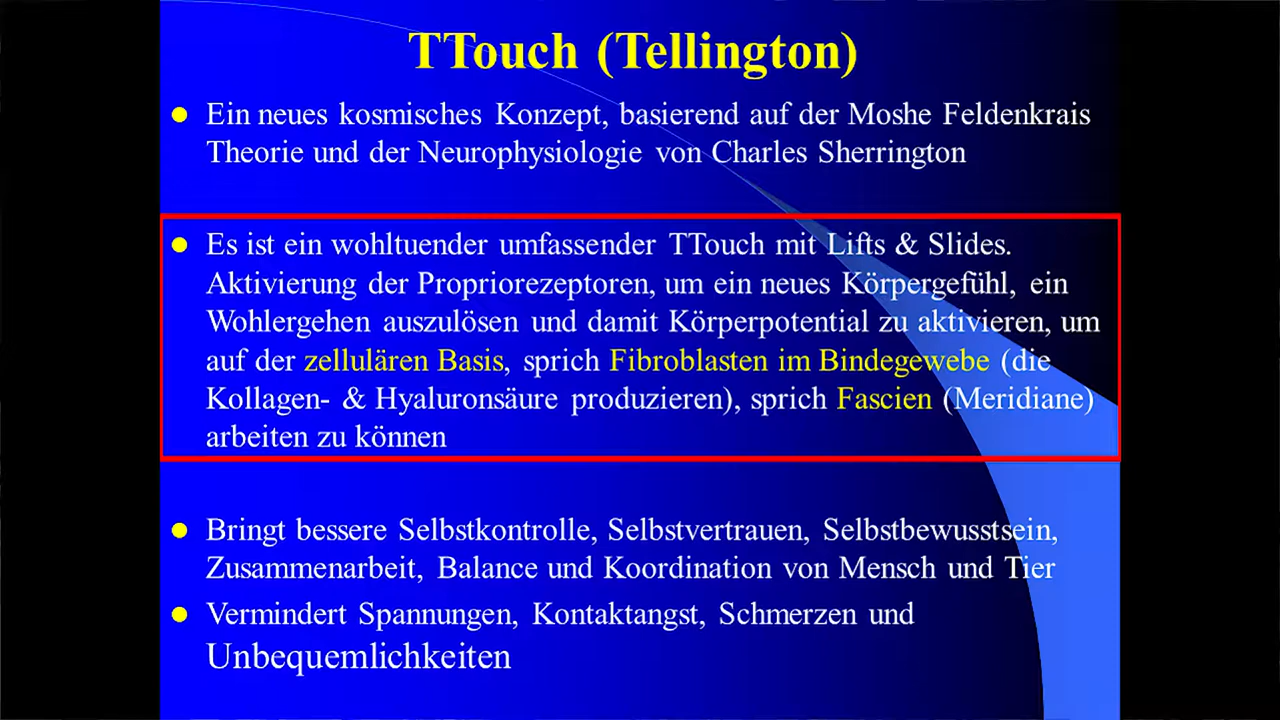 TTouch (Tellington)
Ein neues kosmisches Konzept, basierend auf der Moshe Feldenkrais
Theorie und der Neurophysiologie von Charles Sherrington
Es ist ein wohltuender umfassender TTouch mit Lifts & Slides.
Aktivierung der Propriorezeptoren, um ein neues Körpergefühl, ein
Wohlergehen auszulösen und damit Körperpotential zu aktivieren, um
auf der zellulären Basis, sprich Fibroblasten im Bindegewebe (die
Kollagen- & Hyaluronsäure produzieren), sprich Fascien (Meridiane)
arbeiten zu können
Bringt bessere Selbstkontrolle, Selbstvertrauen, Selbstbewusstsein,
Zusammenarbeit, Balance und Koordination von Mensch und Tier
Vermindert Spannungen, Kontaktangst, Schmerzen und
Unbequemlichkeiten